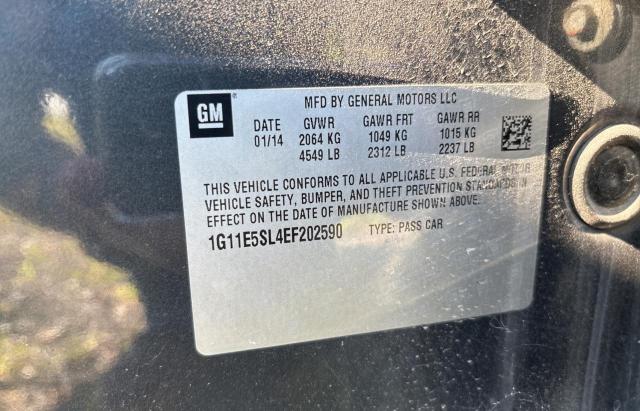 GM
MFD BY GENERAL MOTORS LLC
DATE GVWR GAWR FRT GAWR RR
01/14 2064 KG 1049 KG 1015 KG
4549 LB 2312 LB 2237 LB
THIS VEHICLE CONFORMS TO ALL APPLICABLE U.S. FEDERAL MOTOR
VEHICLE SAFETY, BUMPER, AND THEFT PREVENTION STANDARDS IN
EFFECT ON THE DATE OF MANUFACTURE SHOWN ABOVE.
1G11E5SL4EF202590 TYPE: PASS CAR